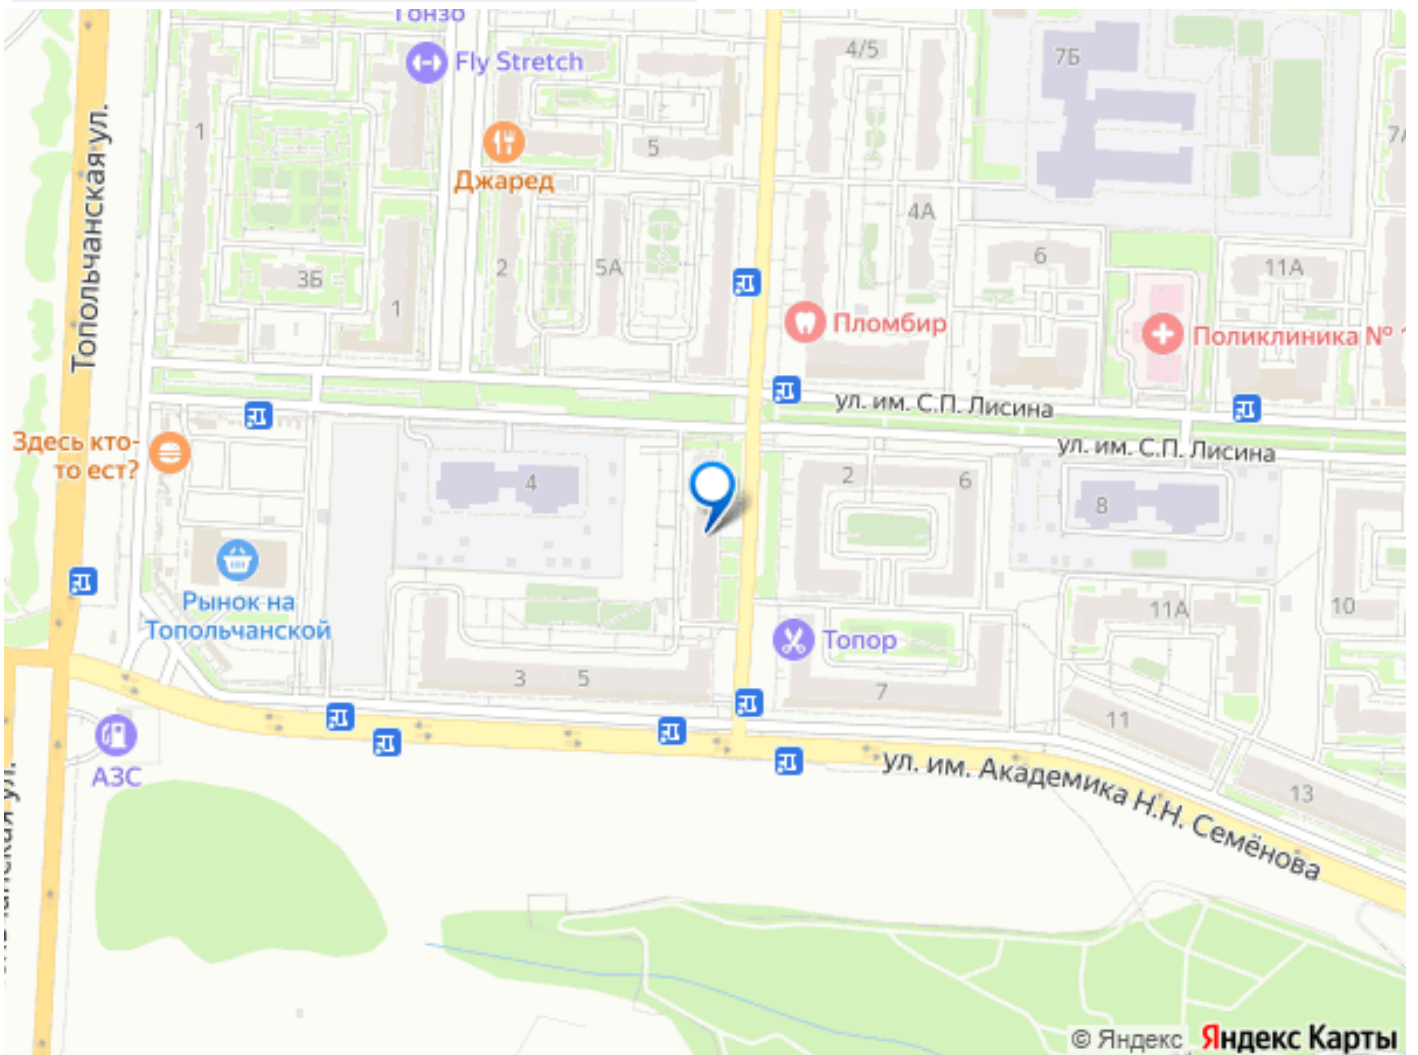 Гонзо
Fly Stretch
4/5
7Б
1
Топольчанская ул.
5
Джаред
4А
2
5А
6
11А
3Б
1
Пломбир
Поликлиника №
ул. им. С.П. Лисина
ул. им. С.П. Лисина
Здесь кто-
то ест?
4
2
6
8
Рынок на
Топольчанской
11А
10
Топор
3
5
7
11
АЗС
ул. им. Академика Н.Н. Семёнова
13
© Яндекс
Яндекс Карты